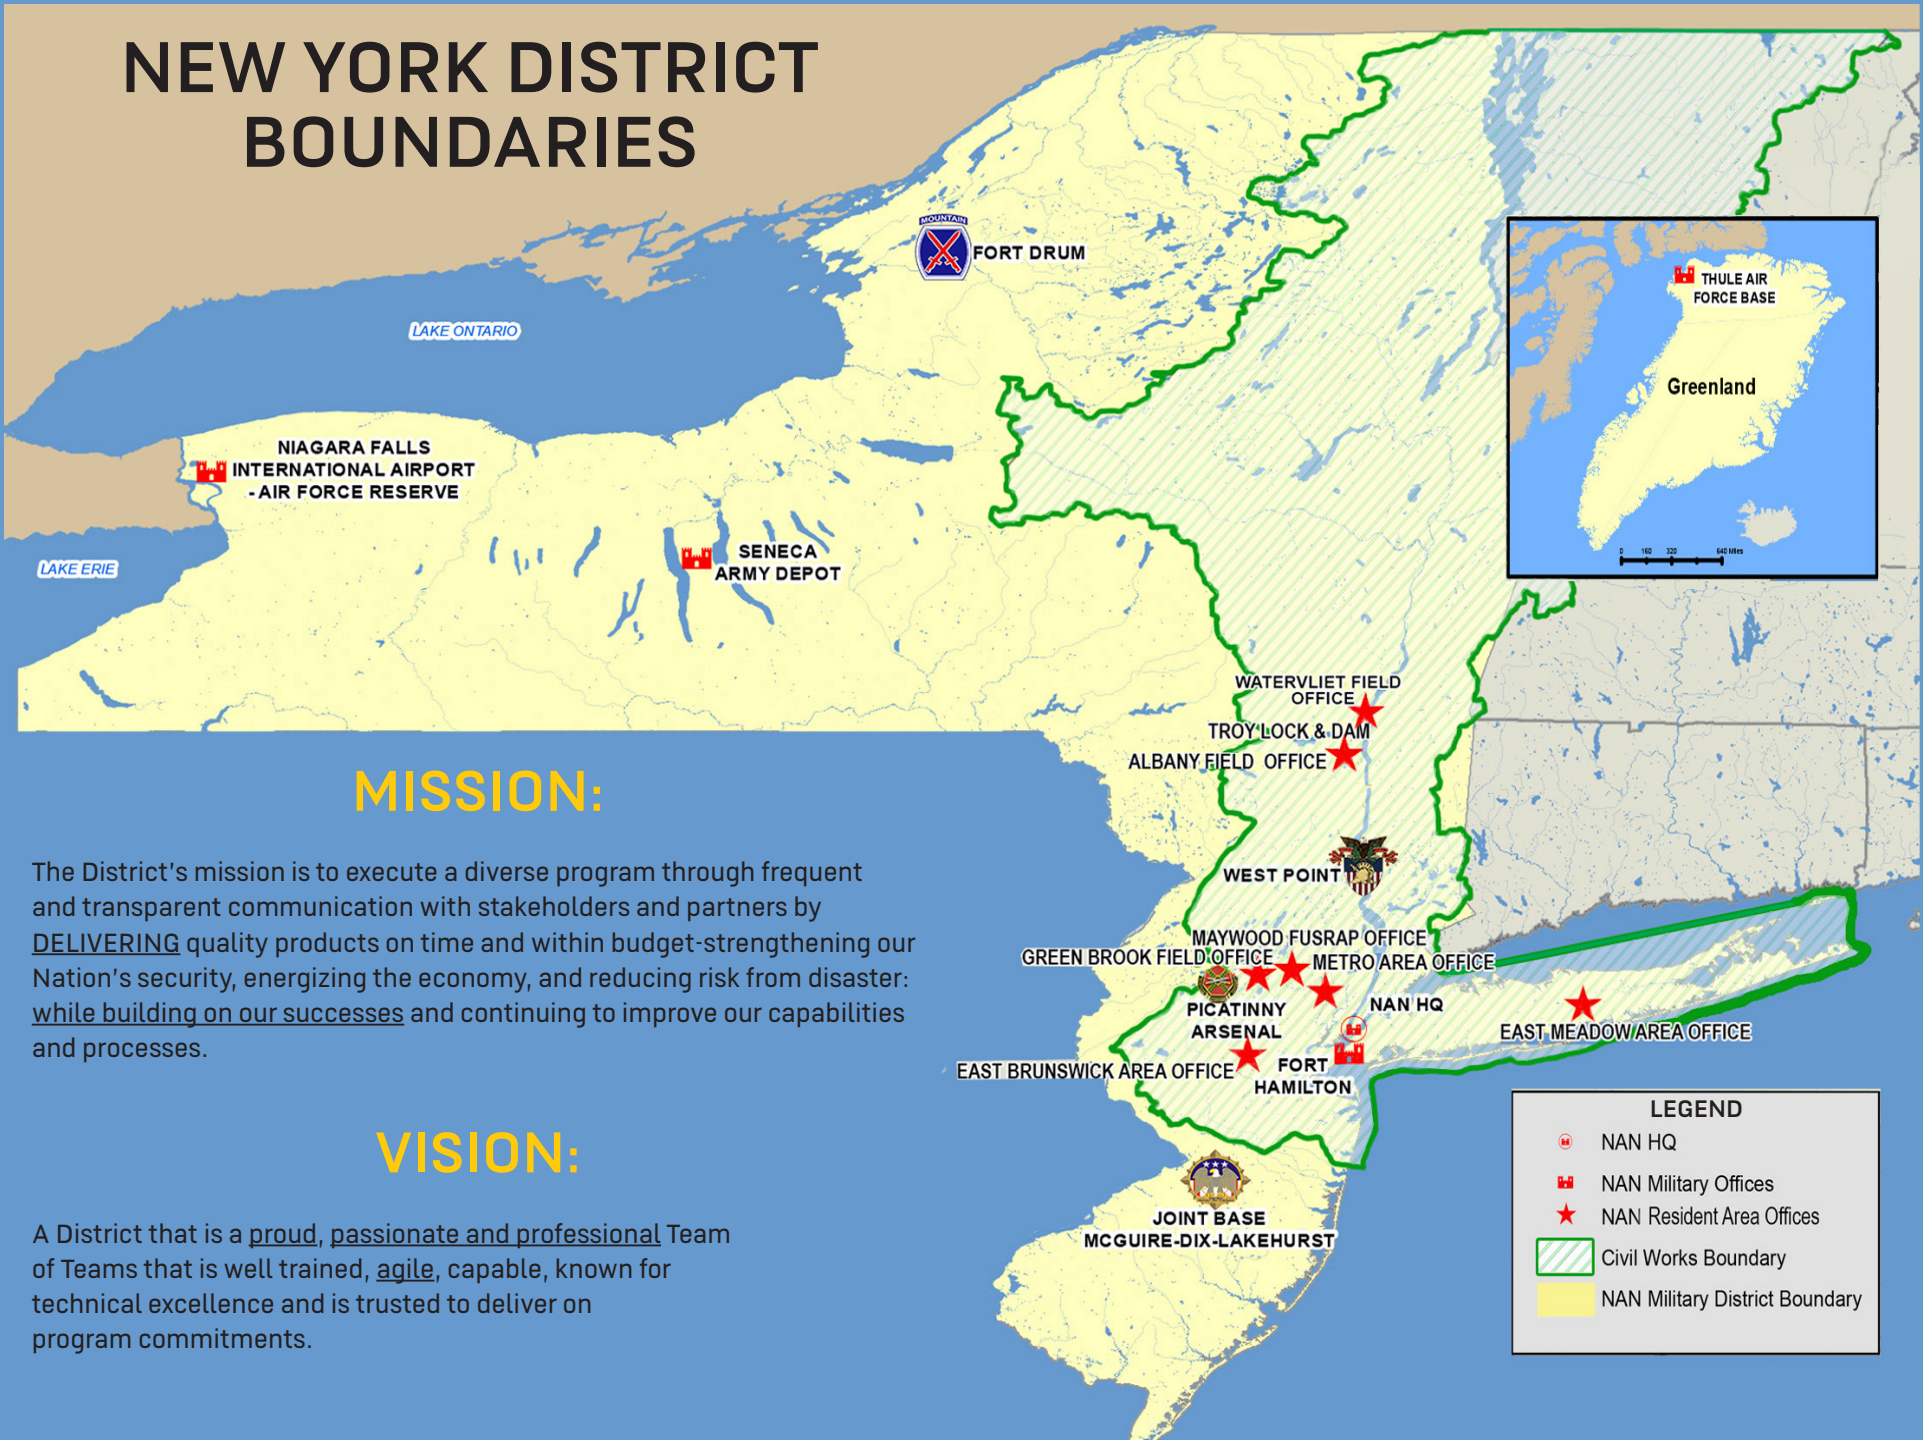 NEW YORK DISTRICT
BOUNDARIES
MOUNTAIN
FORT DRUM
LAKE ONTARIO
THULE AIR
FORCE BASE
Greenland
0 160 320 640 Miles
NIAGARA FALLS
INTERNATIONAL AIRPORT
- AIR FORCE RESERVE
LAKE ERIE
SENECA
ARMY DEPOT
WATERVLIET FIELD
OFFICE
TROY LOCK & DAM
ALBANY FIELD OFFICE
WEST POINT
MAYWOOD FUSRAP OFFICE
GREEN BROOK FIELD OFFICE
METRO AREA OFFICE
PICATINNY
ARSENAL
NAN HQ
EAST MEADOW AREA OFFICE
EAST BRUNSWICK AREA OFFICE
FORT
HAMILTON
JOINT BASE
MCGUIRE-DIX-LAKEHURST
MISSION:
The District's mission is to execute a diverse program through frequent
and transparent communication with stakeholders and partners by
DELIVERING quality products on time and within budget-strengthening our
Nation's security, energizing the economy, and reducing risk from disaster:
while building on our successes and continuing to improve our capabilities
and processes.
VISION:
A District that is a proud, passionate and professional Team
of Teams that is well trained, agile, capable, known for
technical excellence and is trusted to deliver on
program commitments.
LEGEND
NAN HQ
NAN Military Offices
NAN Resident Area Offices
Civil Works Boundary
NAN Military District Boundary